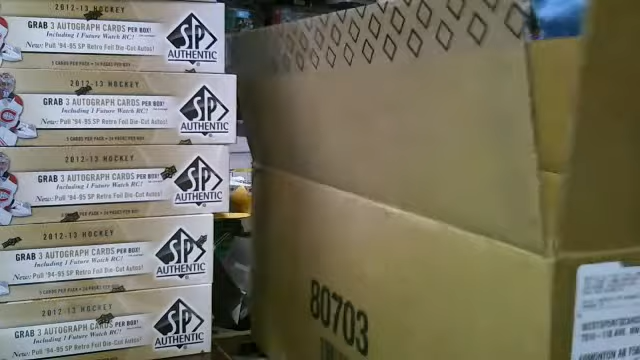 2012-13 HOCKEY
GRAB 3 AUTOGRAPH CARDS PER BOX!
Including 1 Future Watch RC!
New: Pull '94-95 SP Retro Foil Die-Cut Autos!
SP
AUTHENTIC
2012-13 HOCKEY
GRAB 3 AUTOGRAPH CARDS PER BOX!
Including 1 Future Watch RC!
New: Pull '94-95 SP Retro Foil Die-Cut Autos!
SP
AUTHENTIC
2012-13 HOCKEY
GRAB 3 AUTOGRAPH CARDS PER BOX!
Including 1 Future Watch RC!
New: Pull '94-95 SP Retro Foil Die-Cut Autos!
SP
AUTHENTIC
2012-13 HOCKEY
GRAB 3 AUTOGRAPH CARDS PER BOX!
Including 1 Future Watch RC!
New: Pull '94-95 SP Retro Foil Die-Cut Autos!
SP
AUTHENTIC
2012-13 HOCKEY
GRAB 3 AUTOGRAPH CARDS PER BOX!
Including 1 Future Watch RC!
New: Pull '94-95 SP Retro Foil Die-Cut Autos!
SP
AUTHENTIC
80703
EDMONTON AB